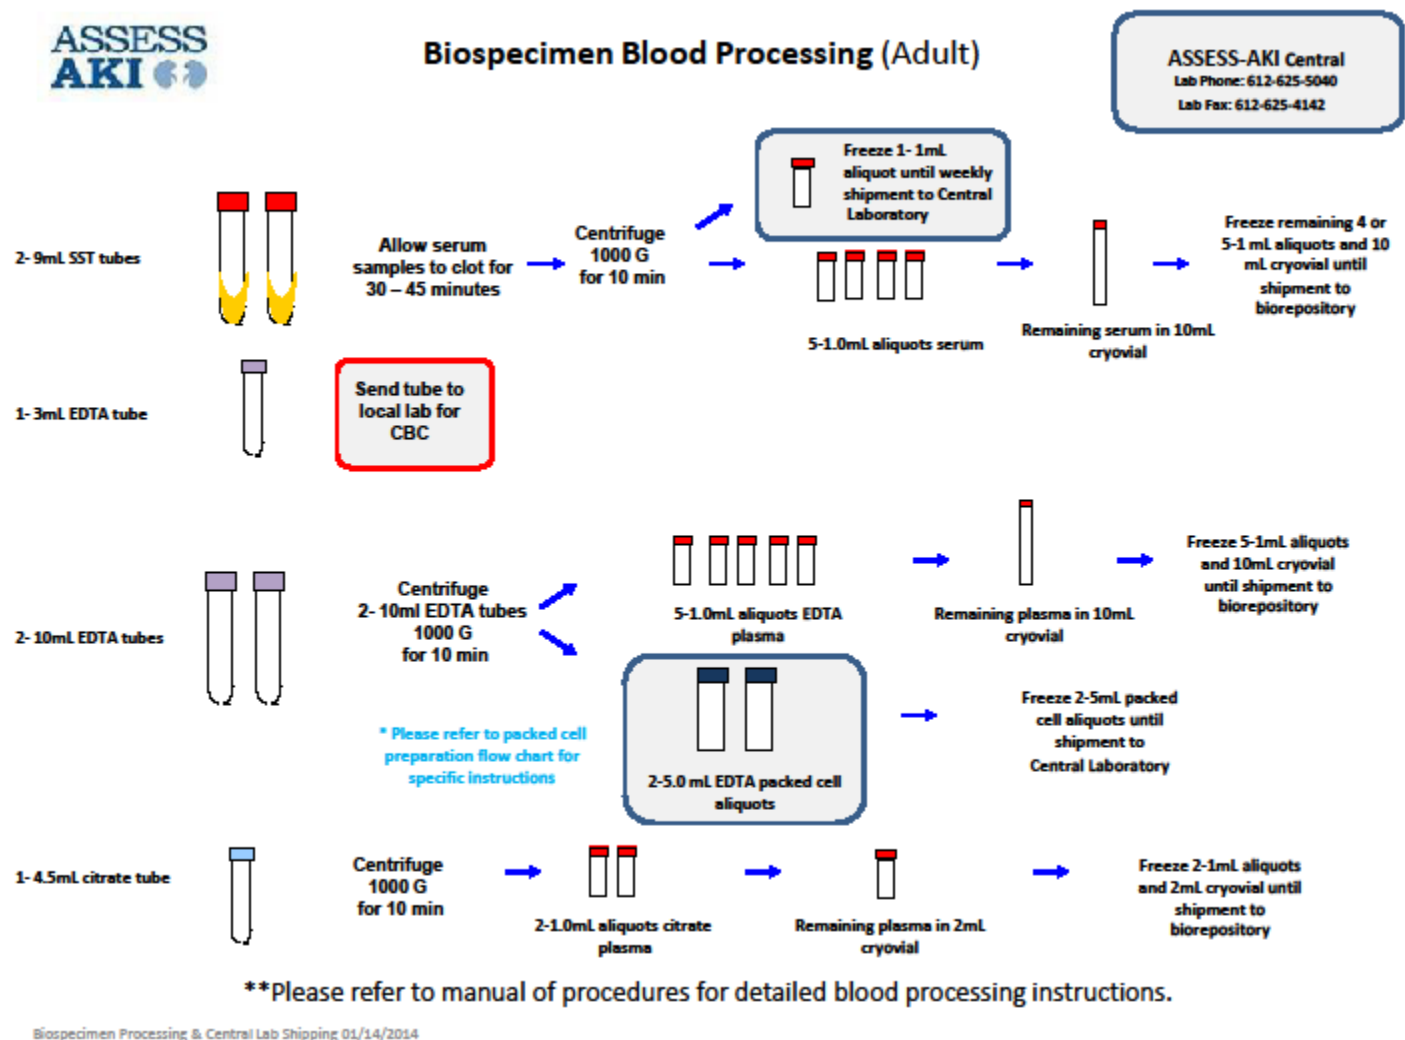 ASSESS
AKI
Biospecimen Blood Processing (Adult)
ASSESS-AKI Central
Lab Phone: 612-625-5040
Lab Fax: 612-625-4142
2- 9mL SST tubes
Allow serum
samples to clot for
30 – 45 minutes
Centrifuge
1000 G
for 10 min
Freeze 1- 1mL
aliquot until weekly
shipment to Central
Laboratory
5-1.0mL aliquots serum
Remaining serum in 10mL
cryovial
Freeze remaining 4 or
5-1 mL aliquots and 10
mL cryovial until
shipment to
biorepository
1- 3mL EDTA tube
Send tube to
local lab for
CBC
2- 10mL EDTA tubes
Centrifuge
2- 10ml EDTA tubes
1000 G
for 10 min
5-1.0mL aliquots EDTA
plasma
Remaining plasma in 10mL
cryovial
Freeze 5-1mL aliquots
and 10mL cryovial
until shipment to
biorepository
* Please refer to packed cell
preparation flow chart for
specific instructions
2-5.0 mL EDTA packed cell
aliquots
Freeze 2-5mL packed
cell aliquots until
shipment to
Central Laboratory
1- 4.5mL citrate tube
Centrifuge
1000 G
for 10 min
2-1.0mL aliquots citrate
plasma
Remaining plasma in 2mL
cryovial
Freeze 2-1mL aliquots
and 2mL cryovial until
shipment to
biorepository
**Please refer to manual of procedures for detailed blood processing instructions.
Biospecimen Processing & Central Lab Shipping 01/14/2014